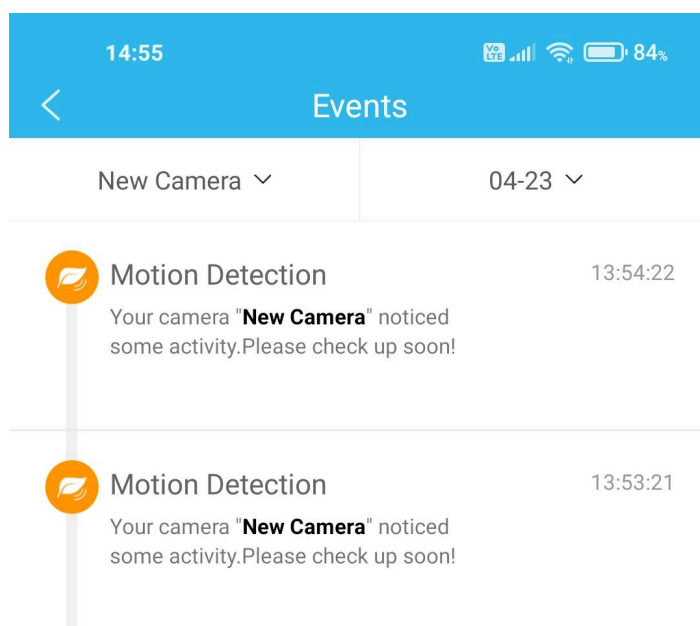 14:55 Vo LTE 84%
Events
New Camera 04-23
Motion Detection 13:54:22
Your camera "New Camera" noticed
some activity.Please check up soon!
Motion Detection 13:53:21
Your camera "New Camera" noticed
some activity.Please check up soon!